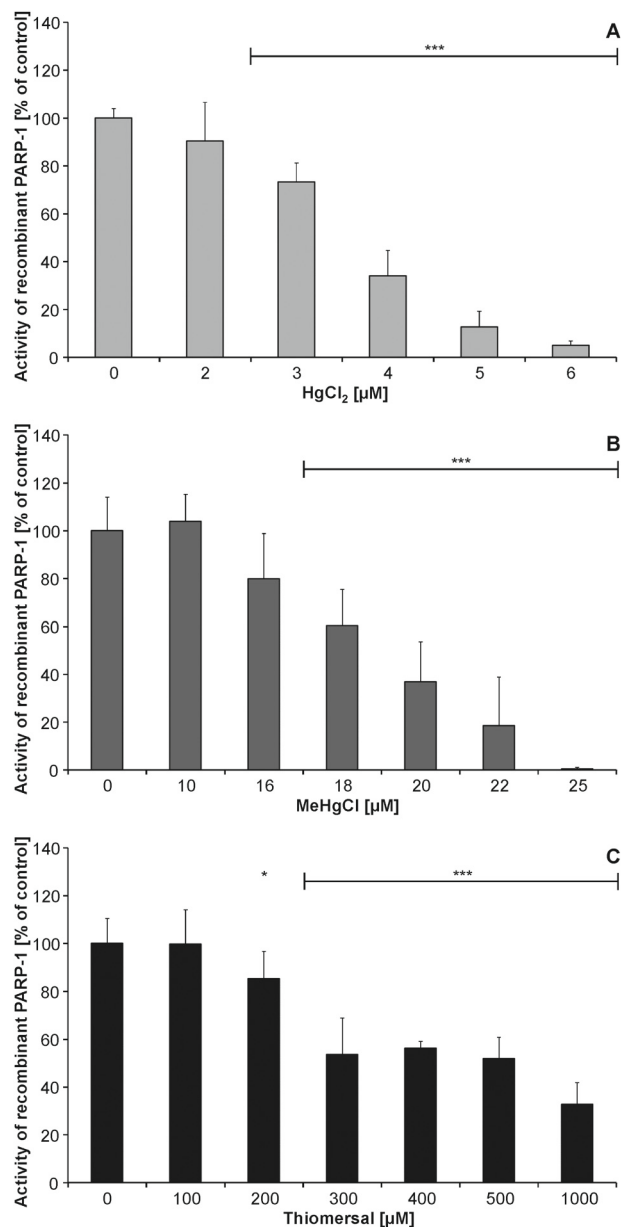 A
***
Activity of recombinant PARP-1 [% of control]
140
120
100
80
60
40
20
0
0 2 3 4 5 6
HgCl₂ [µM]
B
***
Activity of recombinant PARP-1 [% of control]
140
120
100
80
60
40
20
0
0 10 16 18 20 22 25
MeHgCl [µM]
C
* ***
Activity of recombinant PARP-1 [% of control]
140
120
100
80
60
40
20
0
0 100 200 300 400 500 1000
Thiomersal [µM]